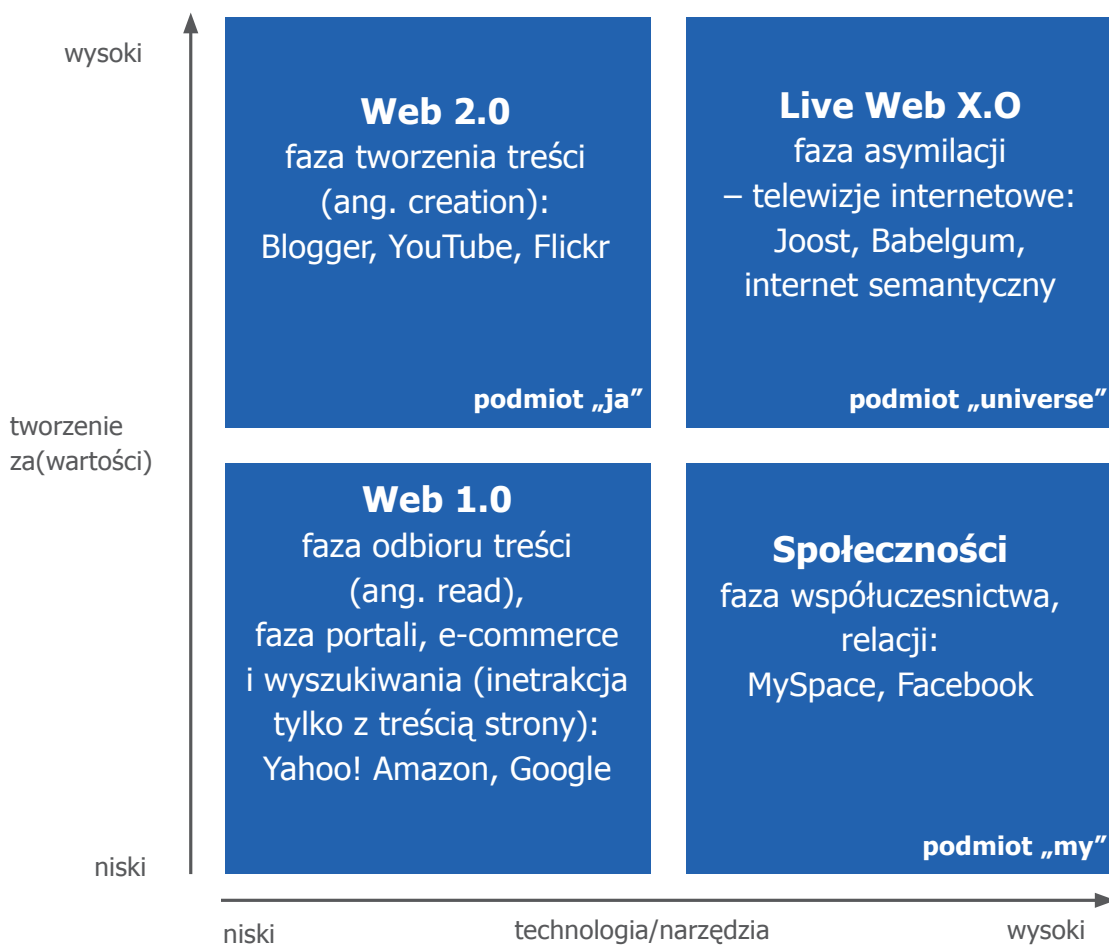 wysoki
Web 2.0
faza tworzenia treści
(ang. creation):
Blogger, YouTube, Flickr
podmiot „ja”
Live Web X.O
faza asymilacji
– telewizje internetowe:
Joost, Babelgum,
internet semantyczny
podmiot „universe”
tworzenie
za(wartości)
Web 1.0
faza odbioru treści
(ang. read),
faza portali, e-commerce
i wyszukiwania (inetrakcja
tylko z treścią strony):
Yahoo! Amazon, Google
Społeczności
faza współuczesnictwa,
relacji:
MySpace, Facebook
podmiot „my”
niski
niski
technologia/narzędzia
wysoki